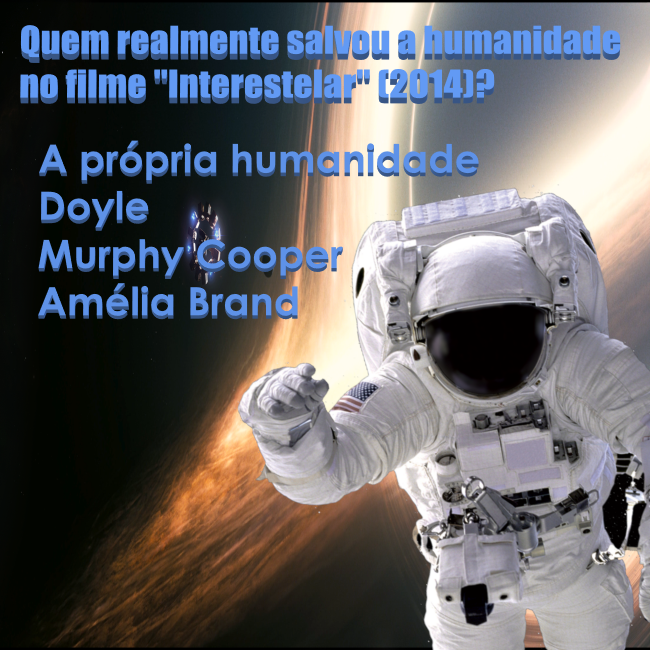 Quem realmente salvou a humanidade
no filme "Interestelar" (2014)?
A própria humanidade
Doyle
Murphy Cooper
Amélia Brand